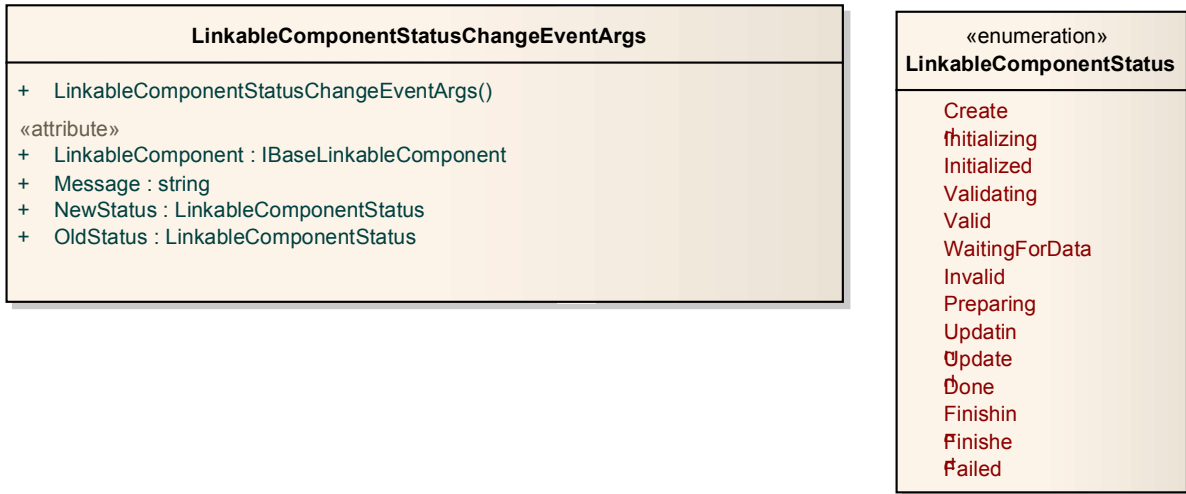 LinkableComponentStatusChangeEventArgs
+ LinkableComponentStatusChangeEventArgs()
«attribute»
+ LinkableComponent : IBaseLinkableComponent
+ Message : string
+ NewStatus : LinkableComponentStatus
+ OldStatus : LinkableComponentStatus
«enumeration»
LinkableComponentStatus
Create
Initializing
Initialized
Validating
Valid
WaitingForData
Invalid
Preparing
Updatin
Update
Done
Finishin
Finishe
Failed